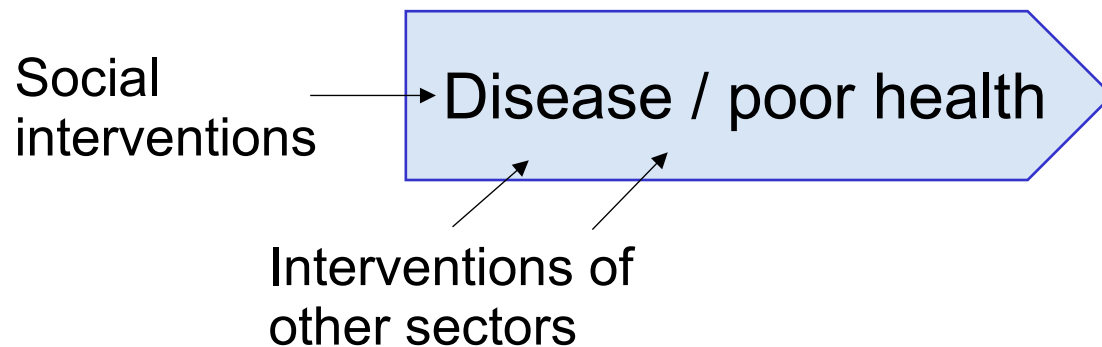 Social
interventions
Disease / poor health
Interventions of
other sectors